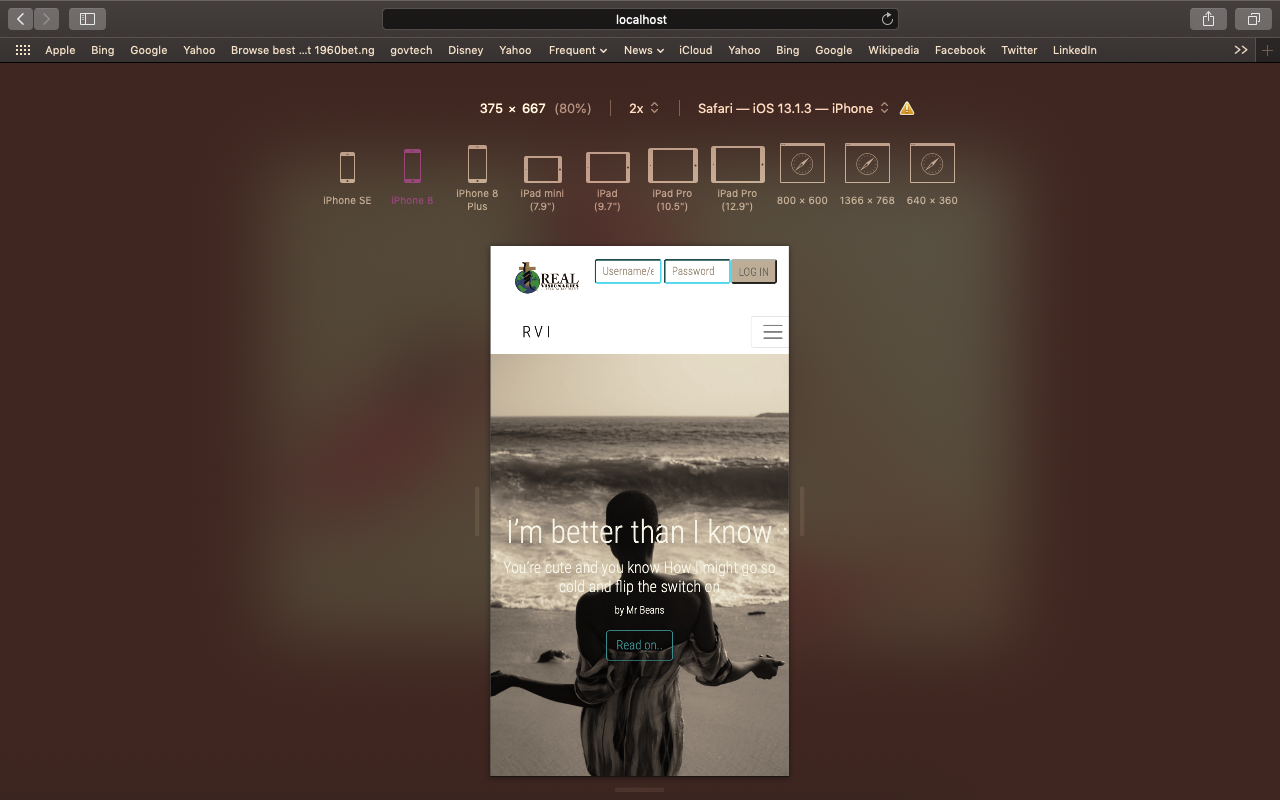 localhost
Apple Bing Google Yahoo Browse best ...t 1960bet.ng govtech Disney Yahoo Frequent News iCloud Yahoo Bing Google Wikipedia Facebook Twitter LinkedIn
375 × 667 (80%) 2x Safari — iOS 13.1.3 — iPhone
iPhone SE iPhone 8 iPhone 8 Plus iPad mini (7.9") iPad (9.7") iPad Pro (10.5") iPad Pro (12.9") 800 × 600 1366 × 768 640 × 360
REAL
VISIONARIES
Username/e Password LOG IN
RVI
I'm better than I know
You're cute and you know How I might go so
cold and flip the switch on
by Mr Beans
Read on..